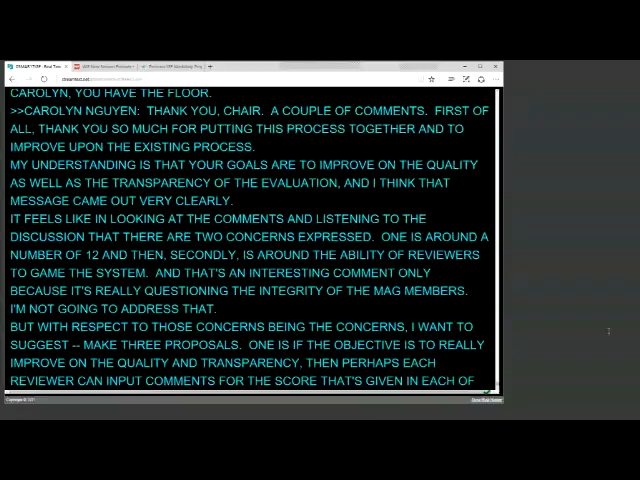 CAROLYN, YOU HAVE THE FLOOR.
>>CAROLYN NGUYEN:  THANK YOU, CHAIR.  A COUPLE OF COMMENTS.  FIRST OF
ALL, THANK YOU SO MUCH FOR PUTTING THIS PROCESS TOGETHER AND TO
IMPROVE UPON THE EXISTING PROCESS.
MY UNDERSTANDING IS THAT YOUR GOALS ARE TO IMPROVE ON THE QUALITY
AS WELL AS THE TRANSPARENCY OF THE EVALUATION, AND I THINK THAT
MESSAGE CAME OUT VERY CLEARLY.
IT FEELS LIKE IN LOOKING AT THE COMMENTS AND LISTENING TO THE
DISCUSSION THAT THERE ARE TWO CONCERNS EXPRESSED.  ONE IS AROUND A
NUMBER OF 12 AND THEN, SECONDLY, IS AROUND THE ABILITY OF REVIEWERS
TO GAME THE SYSTEM.  AND THAT'S AN INTERESTING COMMENT ONLY
BECAUSE IT'S REALLY QUESTIONING THE INTEGRITY OF THE MAG MEMBERS.
I'M NOT GOING TO ADDRESS THAT.
BUT WITH RESPECT TO THOSE CONCERNS BEING THE CONCERNS, I WANT TO
SUGGEST -- MAKE THREE PROPOSALS.  ONE IS IF THE OBJECTIVE IS TO REALLY
IMPROVE ON THE QUALITY AND TRANSPARENCY, THEN PERHAPS EACH
REVIEWER CAN INPUT COMMENTS FOR THE SCORE THAT'S GIVEN IN EACH OF